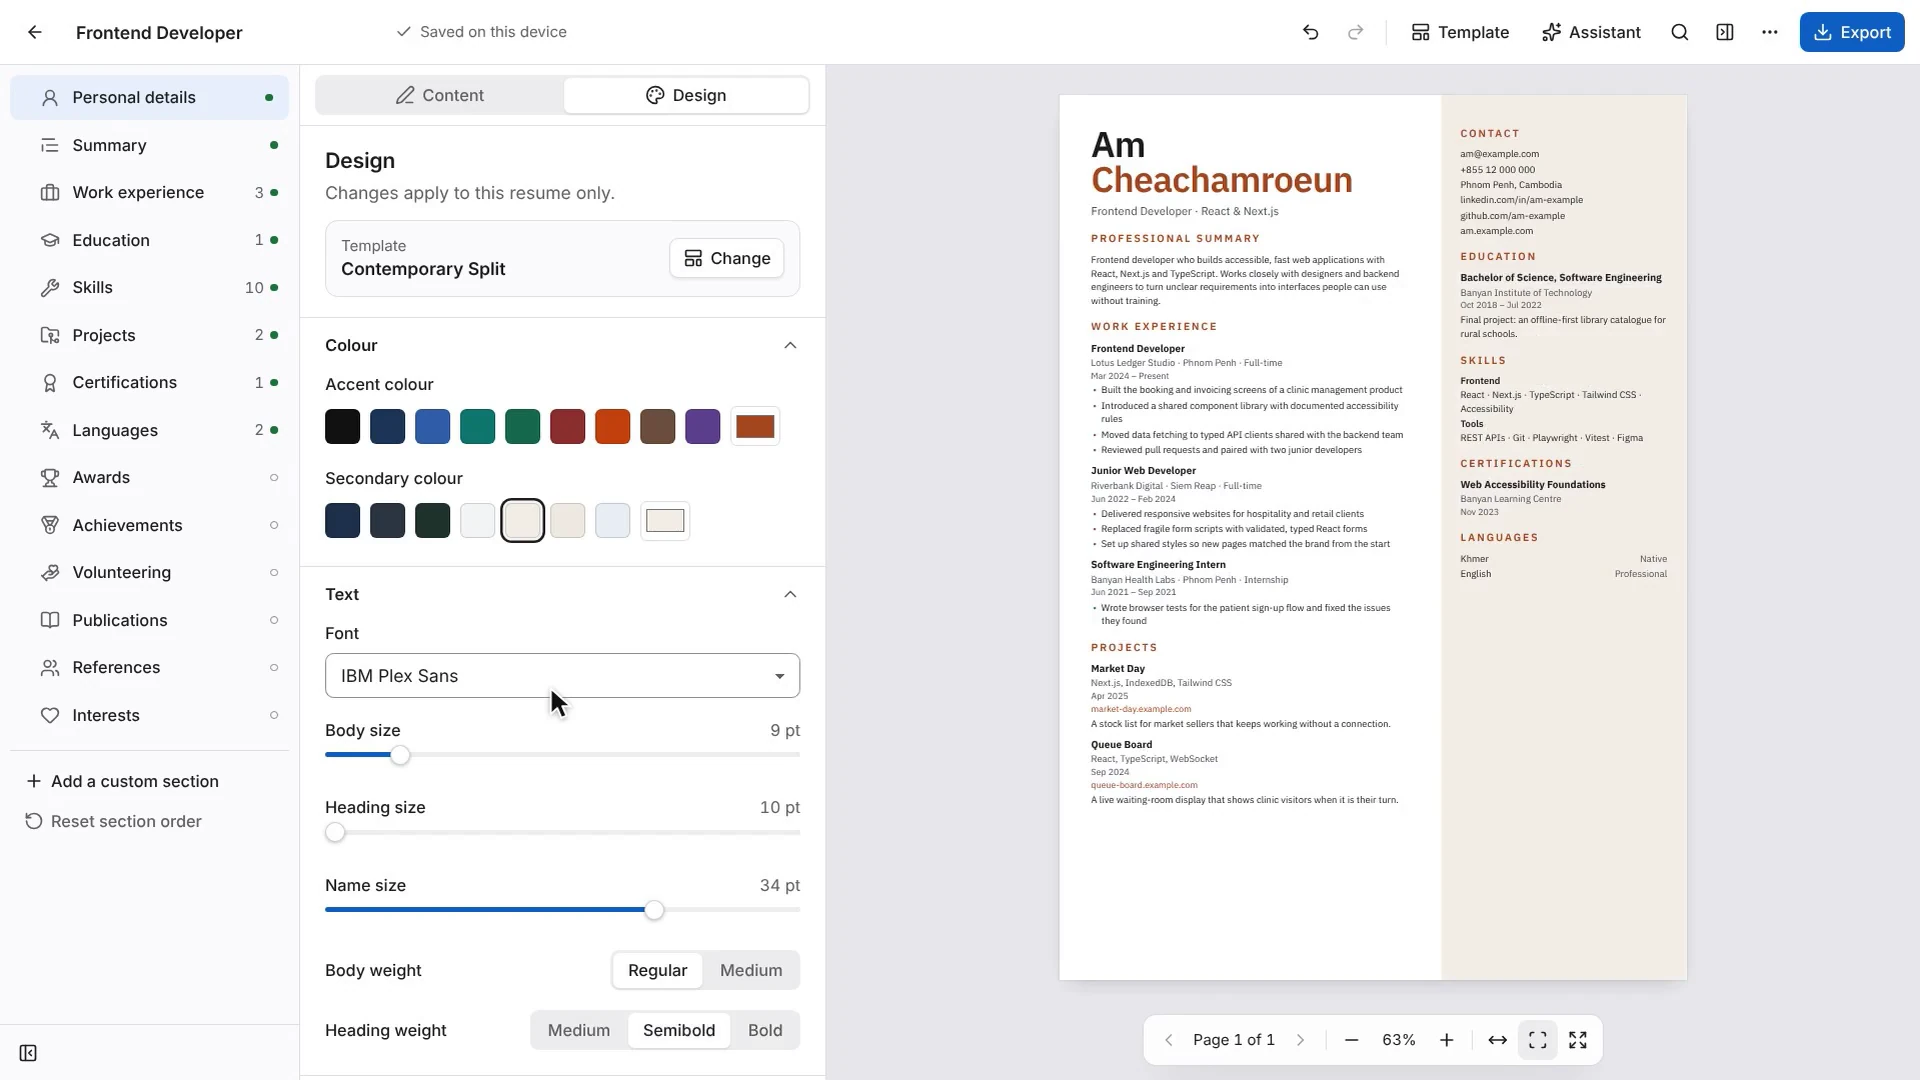 Frontend Developer
Saved on this device
Template
Assistant
Export
Personal details
Summary
Work experience 3
Education 1
Skills 10
Projects 2
Certifications 1
Languages 2
Awards
Achievements
Volunteering
Publications
References
Interests
Add a custom section
Reset section order
Content
Design
Design
Changes apply to this resume only.
Template
Contemporary Split
Change
Colour
Accent colour
Secondary colour
Text
Font
IBM Plex Sans
Body size 9 pt
Heading size 10 pt
Name size 34 pt
Body weight Regular Medium
Heading weight Medium Semibold Bold
Am
Cheachamroeun
Frontend Developer · React & Next.js
PROFESSIONAL SUMMARY
Frontend developer who builds accessible, fast web applications with
React, Next.js and TypeScript. Works closely with designers and backend
engineers to turn unclear requirements into interfaces people can use
without training.
WORK EXPERIENCE
Frontend Developer
Lotus Ledger Studio · Phnom Penh · Full-time
Mar 2024 – Present
• Built the booking and invoicing screens of a clinic management product
• Introduced a shared component library with documented accessibility
rules
• Moved data fetching to typed API clients shared with the backend team
• Reviewed pull requests and paired with two junior developers
Junior Web Developer
Riverbank Digital · Siem Reap · Full-time
Jun 2022 – Feb 2024
• Delivered responsive websites for hospitality and retail clients
• Replaced fragile form scripts with validated, typed React forms
• Set up shared styles so new pages matched the brand from the start
Software Engineering Intern
Banyan Health Labs · Phnom Penh · Internship
Jun 2021 – Sep 2021
• Wrote browser tests for the patient sign-up flow and fixed the issues
they found
PROJECTS
Market Day
Next.js, IndexedDB, Tailwind CSS
Apr 2025
market-day.example.com
A stock list for market sellers that keeps working without a connection.
Queue Board
React, TypeScript, WebSocket
Sep 2024
queue-board.example.com
A live waiting-room display that shows clinic visitors when it is their turn.
CONTACT
am@example.com
+855 12 000 000
Phnom Penh, Cambodia
linkedin.com/in/am-example
github.com/am-example
am.example.com
EDUCATION
Bachelor of Science, Software Engineering
Banyan Institute of Technology
Oct 2018 – Jul 2022
Final project: an offline-first library catalogue for
rural schools.
SKILLS
Frontend
React · Next.js · TypeScript · Tailwind CSS ·
Accessibility
Tools
REST APIs · Git · Playwright · Vitest · Figma
CERTIFICATIONS
Web Accessibility Foundations
Banyan Learning Centre
Nov 2023
LANGUAGES
Khmer Native
English Professional
Page 1 of 1
63%